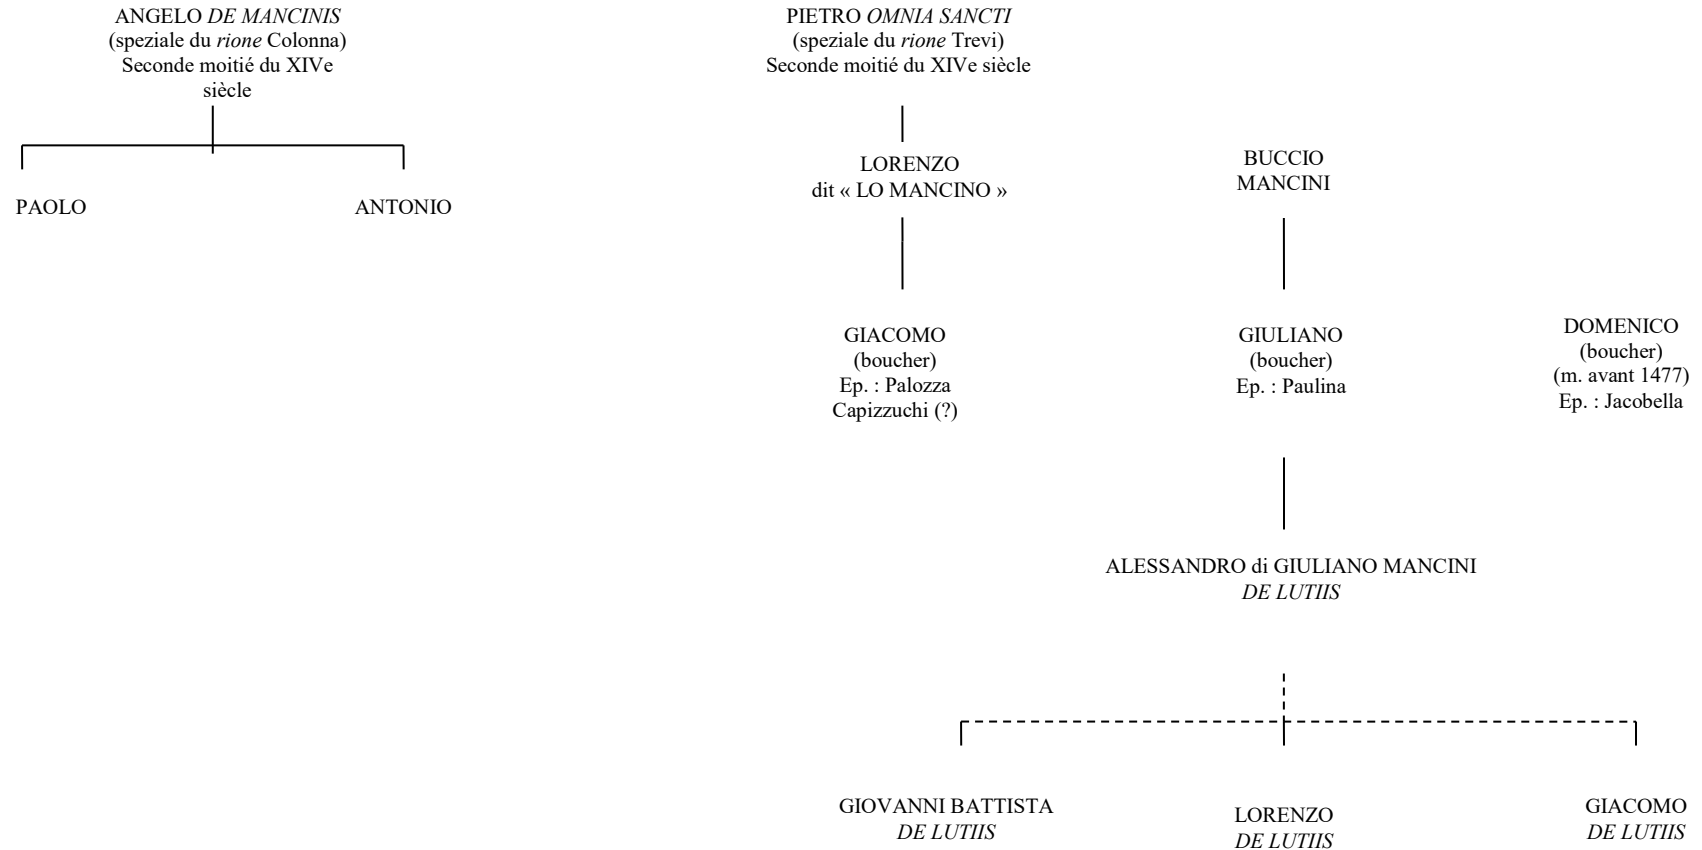 ANGELO DE MANCINIS
(speziale du rione Colonna)
Seconde moitié du XIVe
siècle
PIETRO OMNIA SANCTI
(speziale du rione Trevi)
Seconde moitié du XIVe siècle
PAOLO
ANTONIO
LORENZO
dit « LO MANCINO »
BUCCIO
MANCINI
GIACOMO
(boucher)
Ep. : Palozza
Capizzuchi (?)
GIULIANO
(boucher)
Ep. : Paulina
DOMENICO
(boucher)
(m. avant 1477)
Ep. : Jacobella
ALESSANDRO di GIULIANO MANCINI
DE LUTIIS
GIOVANNI BATTISTA
DE LUTIIS
LORENZO
DE LUTIIS
GIACOMO
DE LUTIIS